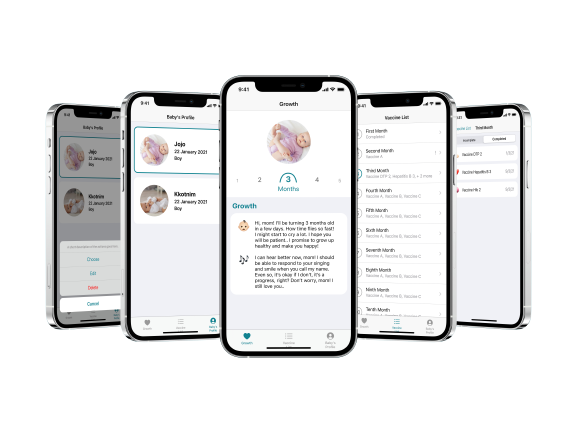 9:41
Baby's Profile
Jojo
22 January 2021
Boy
Kkotnim
22 January 2021
Boy
Choose
Edit
Delete
Cancel
9:41
Baby's Profile
Jojo
22 January 2021
Boy
Kkotnim
22 January 2021
Boy
Growth
Baby's
Profile
9:41
Growth
2
3
4
Months
Growth
Hi, mom! I'll be turning 3 months old
in a few days. How time flies so fast!
I might start to cry a lot. I hope you
will be patient.. I promise to grow up
healthy and make you happy!
I can hear better now, mom! I should
be able to respond to your singing
and smile when you call my name.
Even so, it's okay if I don't, it's a
progress, right? Don't worry, mom! I
still love you..
Growth
Vaccine
Baby's
Profile
Vaccine List
First Month
Completed
Second Month
Vaccine A
Third Month
Vaccine DTP 2, Hepatitis B 3, + 3 more
Fourth Month
Vaccine A, Vaccine B, Vaccine C
Fifth Month
Vaccine A, Vaccine B, Vaccine C
Sixth Month
Vaccine A, Vaccine B, Vaccine C
Seventh Month
Vaccine A, Vaccine B, Vaccine C
Eighth Month
Vaccine A, Vaccine B, Vaccine C
Ninth Month
Vaccine A, Vaccine B, Vaccine C
Tenth Month
Vaccine A, Vaccine B, Vaccine C
Baby's
Profile
Third Month
Available
Completed
Vaccine DTP 2
Vaccine Hepatitis B 3
Vaccine Hib 2